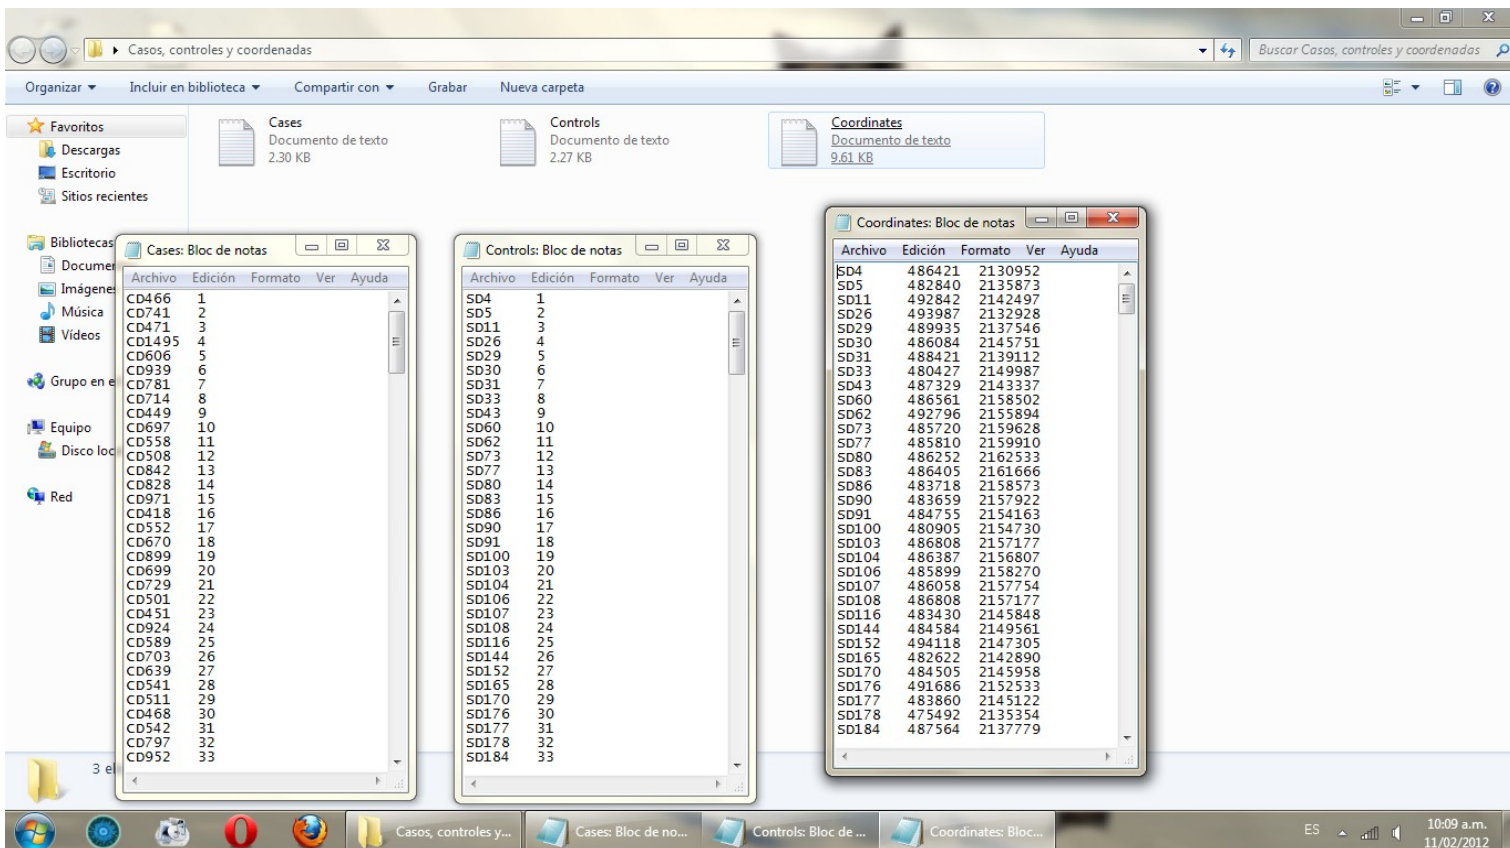 Casos, controles y coordenadas
Buscar Casos, controles y coordenadas
Organizar
Incluir en biblioteca
Compartir con
Grabar
Nueva carpeta
Favoritos
Descargas
Escritorio
Sitios recientes
Bibliotecas
Documen
Imágenes
Música
Vídeos
Grupo en e
Equipo
Disco loc
Red
Cases
Documento de texto
2.30 KB
Controls
Documento de texto
2.27 KB
Coordinates
Documento de texto
9.61 KB
Cases: Bloc de notas
Archivo Edición Formato Ver Ayuda
CD466 1
CD741 2
CD471 3
CD1495 4
CD606 5
CD939 6
CD781 7
CD714 8
CD449 9
CD697 10
CD558 11
CD508 12
CD842 13
CD828 14
CD971 15
CD418 16
CD552 17
CD670 18
CD899 19
CD699 20
CD729 21
CD501 22
CD451 23
CD924 24
CD589 25
CD703 26
CD639 27
CD541 28
CD511 29
CD468 30
CD542 31
CD797 32
CD952 33
Controls: Bloc de notas
Archivo Edición Formato Ver Ayuda
SD4 1
SD5 2
SD11 3
SD26 4
SD29 5
SD30 6
SD31 7
SD33 8
SD43 9
SD60 10
SD62 11
SD73 12
SD77 13
SD80 14
SD83 15
SD86 16
SD90 17
SD91 18
SD100 19
SD103 20
SD104 21
SD106 22
SD107 23
SD108 24
SD116 25
SD144 26
SD152 27
SD165 28
SD170 29
SD176 30
SD177 31
SD178 32
SD184 33
Coordinates: Bloc de notas
Archivo Edición Formato Ver Ayuda
SD4 486421 2130952
SD5 482840 2135873
SD11 492842 2142497
SD26 493987 2132928
SD29 489935 2137546
SD30 486084 2145751
SD31 488421 2139112
SD33 480427 2149987
SD43 487329 2143337
SD60 486561 2158502
SD62 492796 2155894
SD73 485720 2159628
SD77 485810 2159910
SD80 486252 2162533
SD83 486405 2161666
SD86 483718 2158573
SD90 483659 2157922
SD91 484755 2154163
SD100 480905 2154730
SD103 486808 2157177
SD104 486387 2156807
SD106 485899 2158270
SD107 486058 2157754
SD108 486808 2157177
SD116 483430 2145848
SD144 484584 2149561
SD152 494118 2147305
SD165 482622 2142890
SD170 484505 2145958
SD176 491686 2152533
SD177 483860 2145122
SD178 475492 2135354
SD184 487564 2137779
3 el
Casos, controles y...
Cases: Bloc de no...
Controls: Bloc de ...
Coordinates: Bloc...
ES
10:09 a.m.
11/02/2012